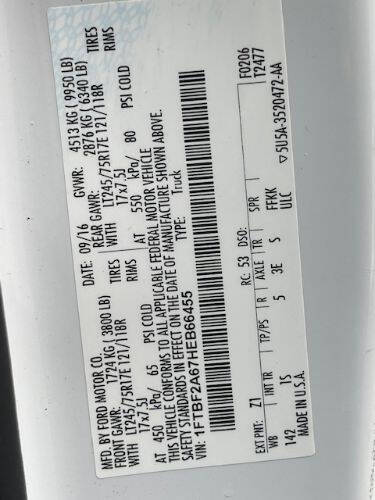 MFD. BY FORD MOTOR CO.
DATE: 09/16 GVWR: 4513 KG ( 9950 LB)
FRONT GAWR: 1724 KG ( 3800 LB) REAR GAWR: 2876 KG ( 6340 LB)
LT245/75R17E 121/118R TIRES WITH LT245/75R17E 121/118R TIRES
17x7.5J RIMS WITH 17x7.5J RIMS
AT 450 kPa/ 65 PSI COLD AT 550 kPa/ 80 PSI COLD
THIS VEHICLE CONFORMS TO ALL APPLICABLE FEDERAL MOTOR VEHICLE
SAFETY STANDARDS IN EFFECT ON THE DATE OF MANUFACTURE SHOWN ABOVE.
VIN: 1FTBF2A67HEB66455 TYPE: Truck
F0206
T2477
EXT PNT: Z1 RC: 53 DSO:
WB INT TR TP/PS R AXLE TR SPR
142 TS 5 3E S FFKK
MADE IN U.S.A. ULC
▽5U5A-3520472-AA